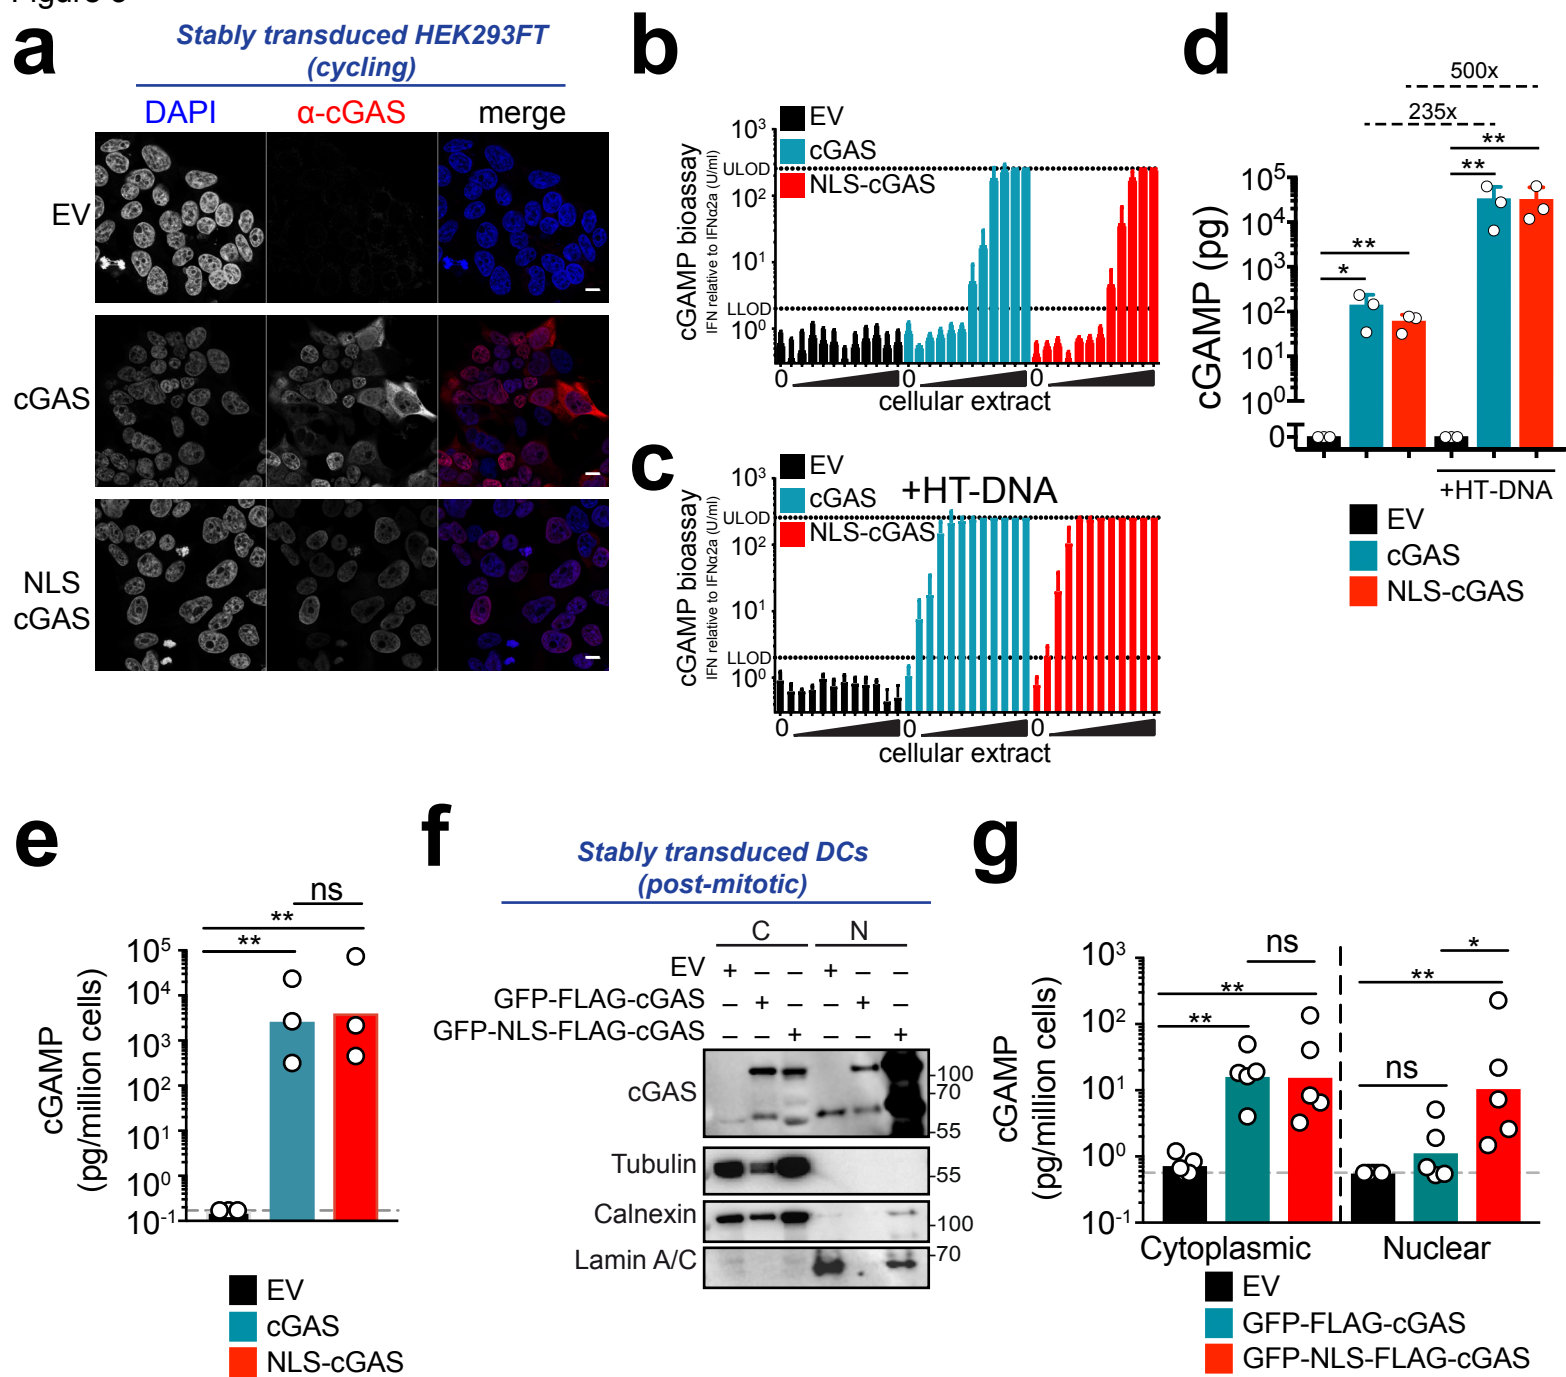 a
Stably transduced HEK293FT
(cycling)
DAPI
α-cGAS
merge
EV
cGAS
NLS
cGAS
b
cGAMP bioassay
IFN relative to IFNα2a (U/ml)
10³
ULOD
10²
10¹
LLOD
10⁰
EV
cGAS
NLS-cGAS
0
0
0
cellular extract
c
cGAMP bioassay
IFN relative to IFNα2a (U/ml)
10³
ULOD
10²
10¹
LLOD
10⁰
EV
cGAS
NLS-cGAS
+HT-DNA
0
0
0
cellular extract
d
500x
235x
**
**
**
*
cGAMP (pg)
10⁵
10⁴
10³
10²
10¹
10⁰
0
+HT-DNA
EV
cGAS
NLS-cGAS
e
ns
**
**
cGAMP
(pg/million cells)
10⁵
10⁴
10³
10²
10¹
10⁰
10⁻¹
EV
cGAS
NLS-cGAS
f
Stably transduced DCs
(post-mitotic)
C N
EV + – – + – –
GFP-FLAG-cGAS – + – – + –
GFP-NLS-FLAG-cGAS – – + – – +
cGAS
-100
-70
-55
Tubulin
-55
Calnexin
-100
Lamin A/C
-70
g
cGAMP
(pg/million cells)
10³
10²
10¹
10⁰
10⁻¹
ns
**
**
*
**
ns
Cytoplasmic
Nuclear
EV
GFP-FLAG-cGAS
GFP-NLS-FLAG-cGAS